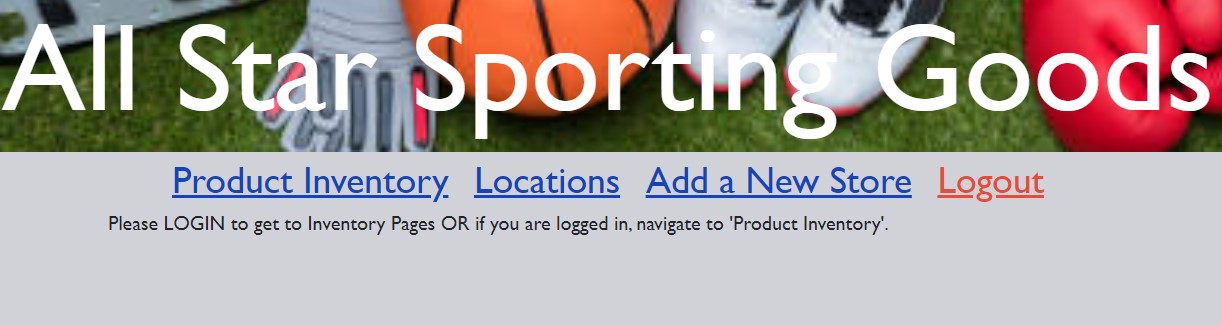 All Star Sporting Goods
Product Inventory Locations Add a New Store Logout
Please LOGIN to get to Inventory Pages OR if you are logged in, navigate to 'Product Inventory'.